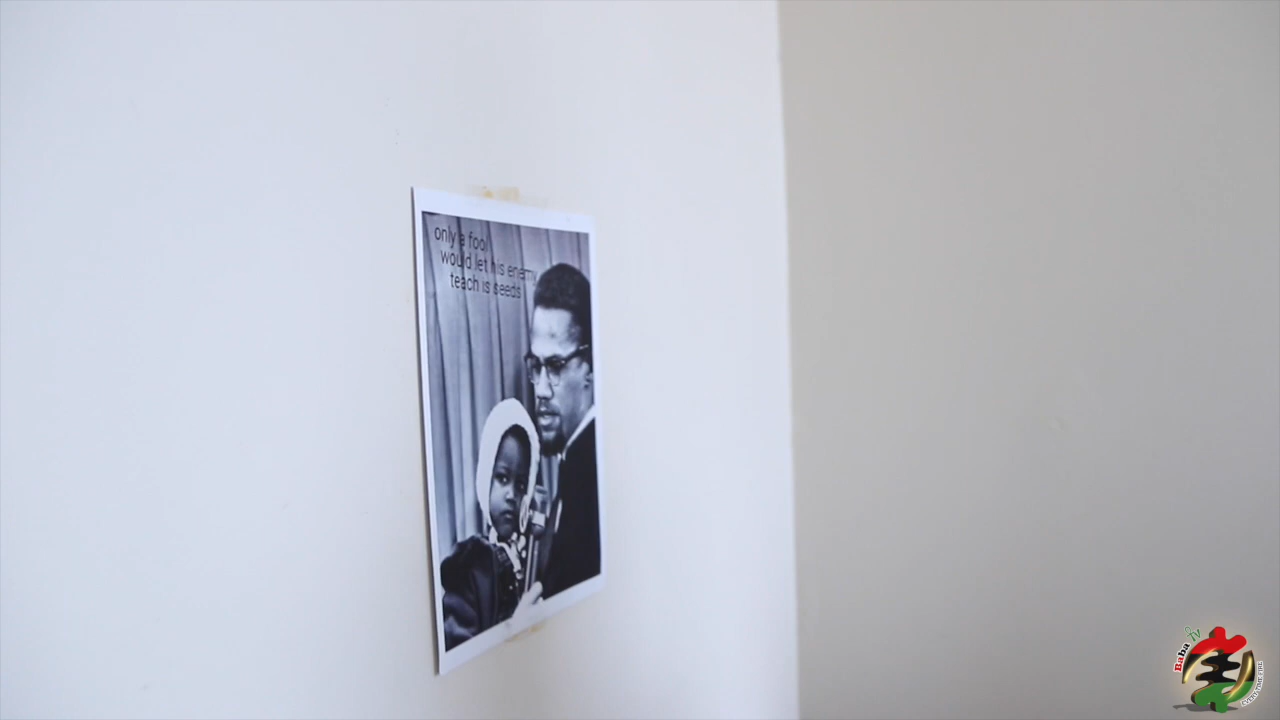 only a fool
would let his enemy
teach is seeds
Baba TV